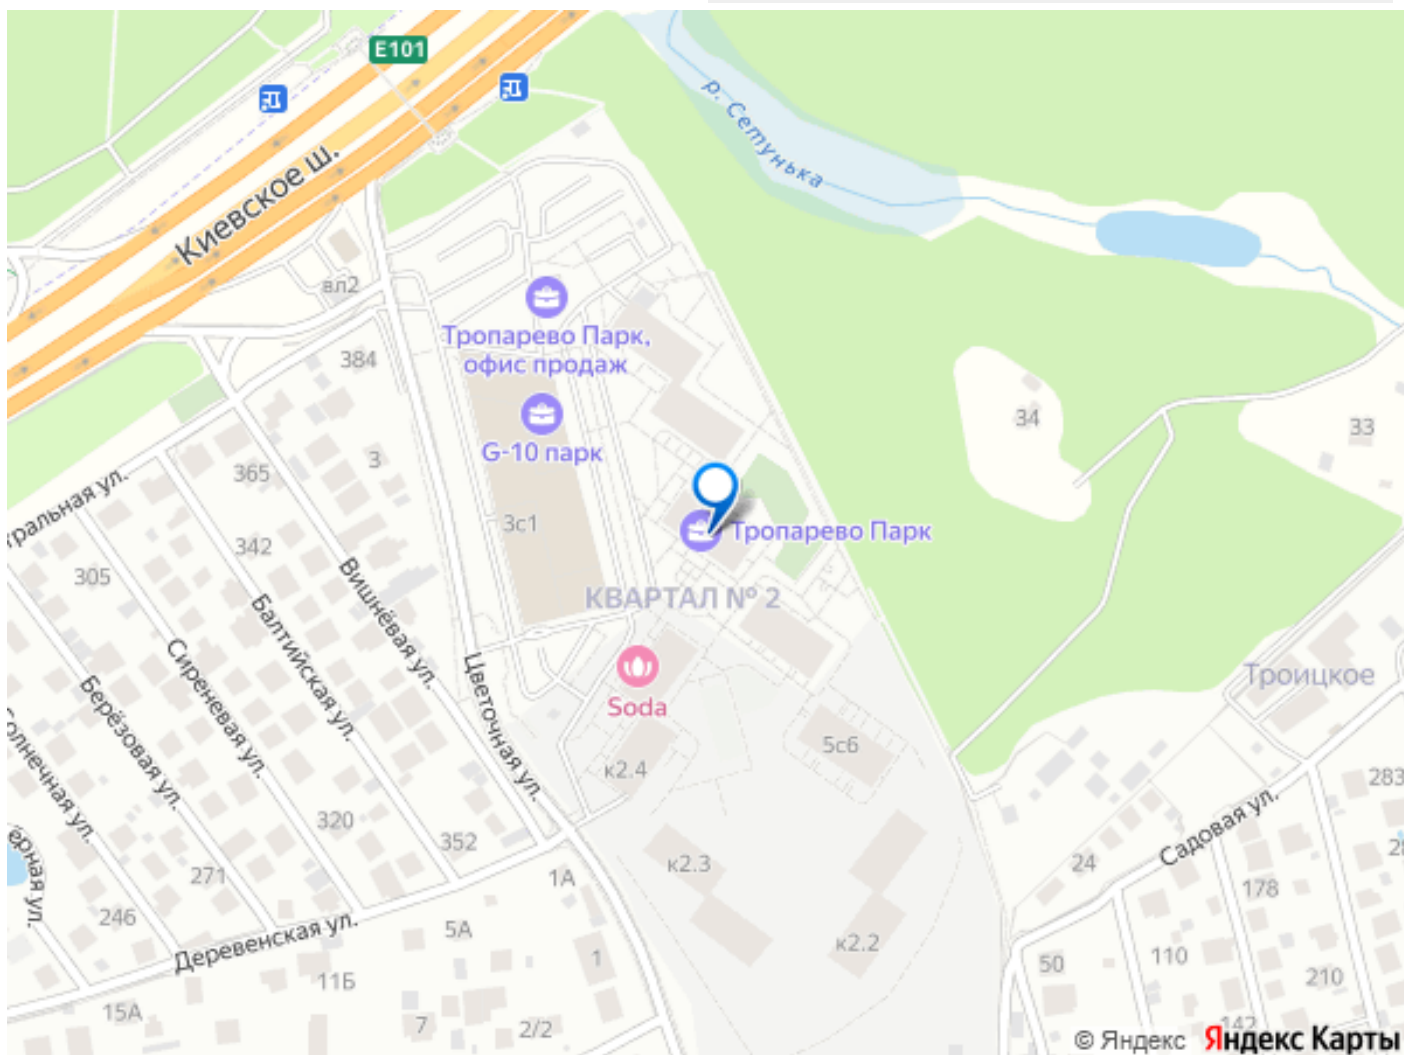 E101
Киевское ш.
р. Сетунька
вл2
Тропарево Парк,
офис продаж
384
G-10 парк
34
33
365
3
тральная ул.
3с1
Тропарево Парк
342
305
Вишнёвая ул.
КВАРТАЛ № 2
Балтийская ул.
Сиреневая ул.
Цветочная ул.
Soda
Троицкое
Берёзовая ул.
олнечная ул.
5с6
к2.4
283
320
352
Садовая ул.
ёрная ул.
к2.3
24
271
1А
178
246
Деревенская ул.
5А
к2.2
1
50
110
210
11Б
15А
7
2/2
142
© Яндекс Яндекс Карты